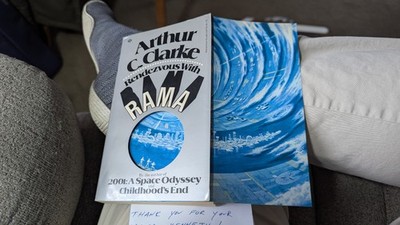 Arthur
C. Clarke
Rendezvous With
RAMA
2001: A Space Odyssey
Childhood's End
THANK YOU FOR YOUR